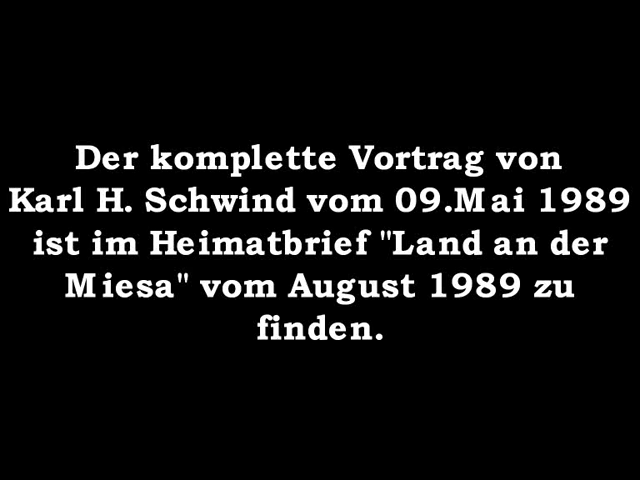 Der komplette Vortrag von
Karl H. Schwind vom 09.Mai 1989
ist im Heimatbrief "Land an der
Miesa" vom August 1989 zu
finden.